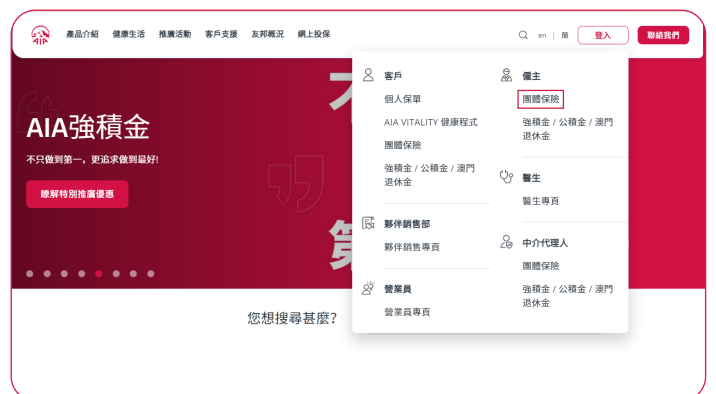 AIA
產品介紹 健康生活 推廣活動 客戶支援 友邦概況 網上投保
en | 簡 登入 聯絡我們
AIA強積金
不只做到第一，更追求做到最好!
瞭解特別推廣優惠
第
您想搜尋甚麼?
客戶
個人保單
AIA VITALITY 健康程式
團體保險
強積金 / 公積金 / 澳門
退休金
夥伴銷售部
夥伴銷售專頁
營業員
營業員專頁
僱主
團體保險
強積金 / 公積金 / 澳門
退休金
醫生
醫生專頁
中介代理人
團體保險
強積金 / 公積金 / 澳門
退休金